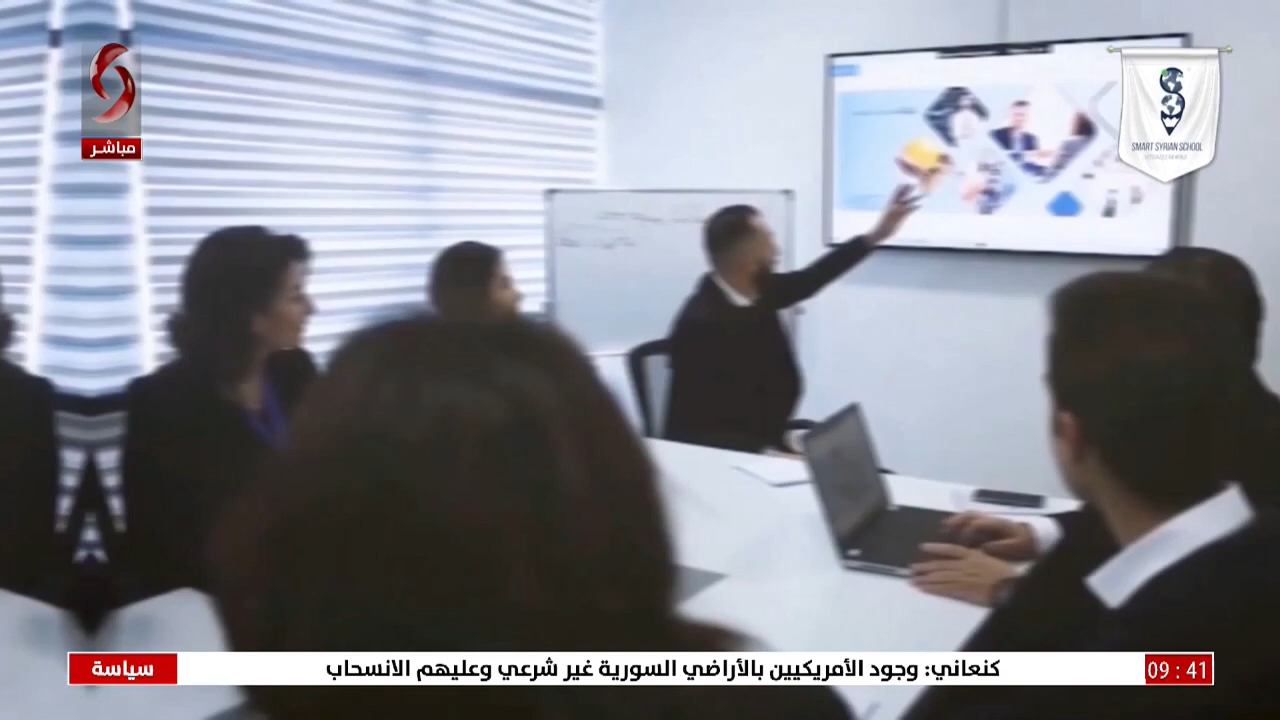 مباشر
SMART SYRIAN SCHOOL
سياسة
كنعاني: وجود الأمريكيين بالأراضي السورية غير شرعي وعليهم الانسحاب
09 : 41